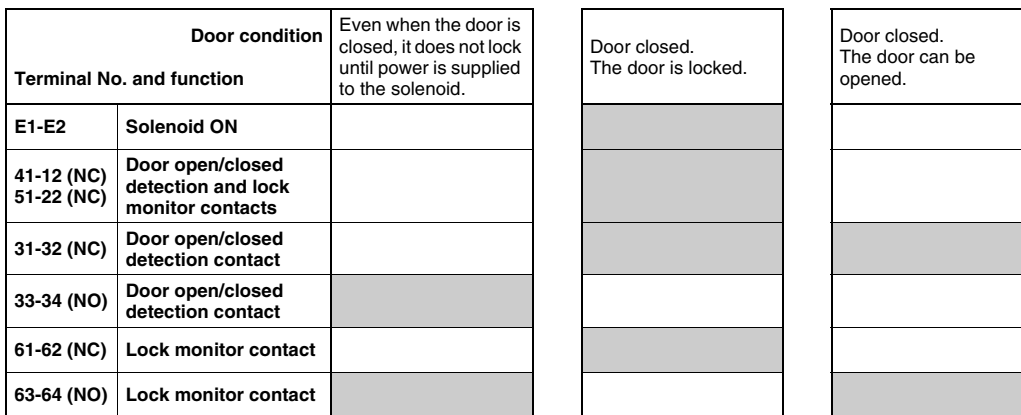 Door condition
Terminal No. and function
Even when the door is
closed, it does not lock
until power is supplied
to the solenoid.
Door closed.
The door is locked.
Door closed.
The door can be
opened.
E1-E2 Solenoid ON
41-12 (NC)
51-22 (NC)
Door open/closed
detection and lock
monitor contacts
31-32 (NC)
Door open/closed
detection contact
33-34 (NO)
Door open/closed
detection contact
61-62 (NC) Lock monitor contact
63-64 (NO) Lock monitor contact